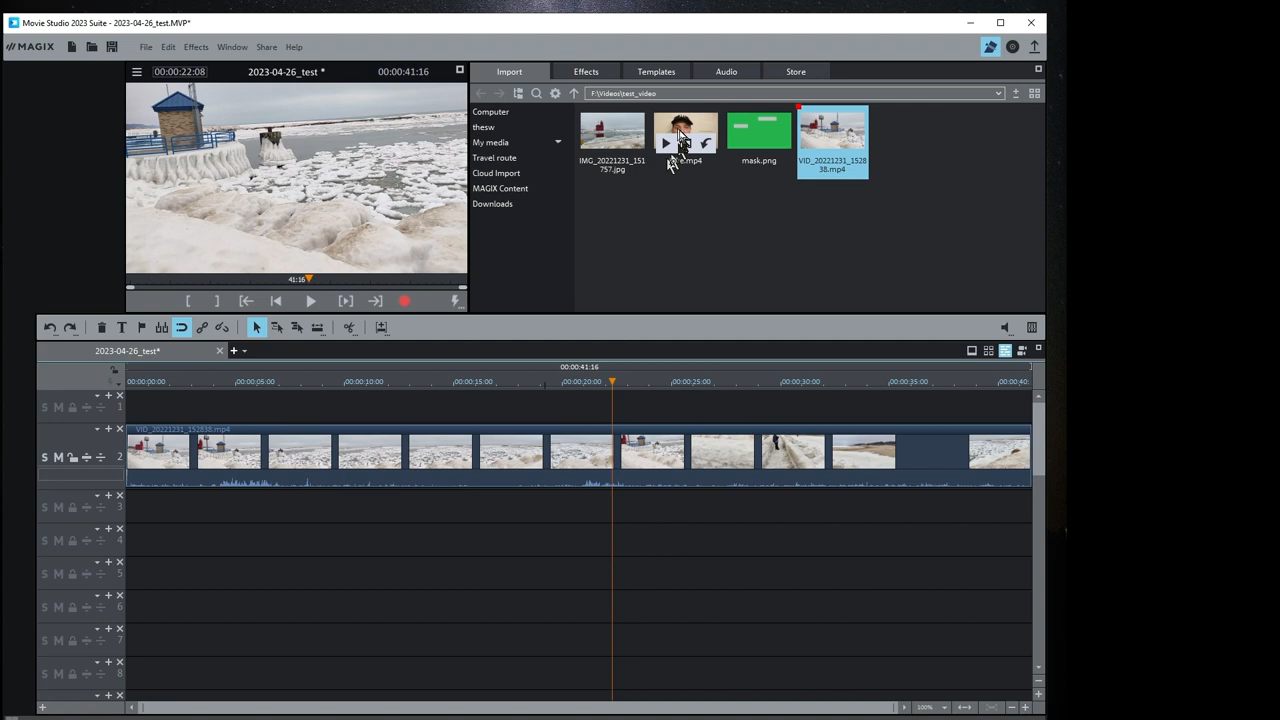 Movie Studio 2023 Suite - 2023-04-26_test.MVP*
MAGIX
File Edit Effects Window Share Help
00:00:22:08 2023-04-26_test * 00:00:41:16
Import Effects Templates Audio Store
F:\Videos\test_video
Computer
thesw
My media
Travel route
Cloud Import
MAGIX Content
Downloads
IMG_20221231_151
757.jpg
e.mp4
mask.png
VID_20221231_1528
38.mp4
41:16
2023-04-26_test*
00:00:41:16
00:00:00:00 00:00:05:00 00:00:10:00 00:00:15:00 00:00:20:00 00:00:25:00 00:00:30:00 00:00:35:00 00:00:40:
S M 1
VID_20221231_152838.mp4
S M 2
S M 3
S M 4
S M 5
S M 6
S M 7
S M 8
100%